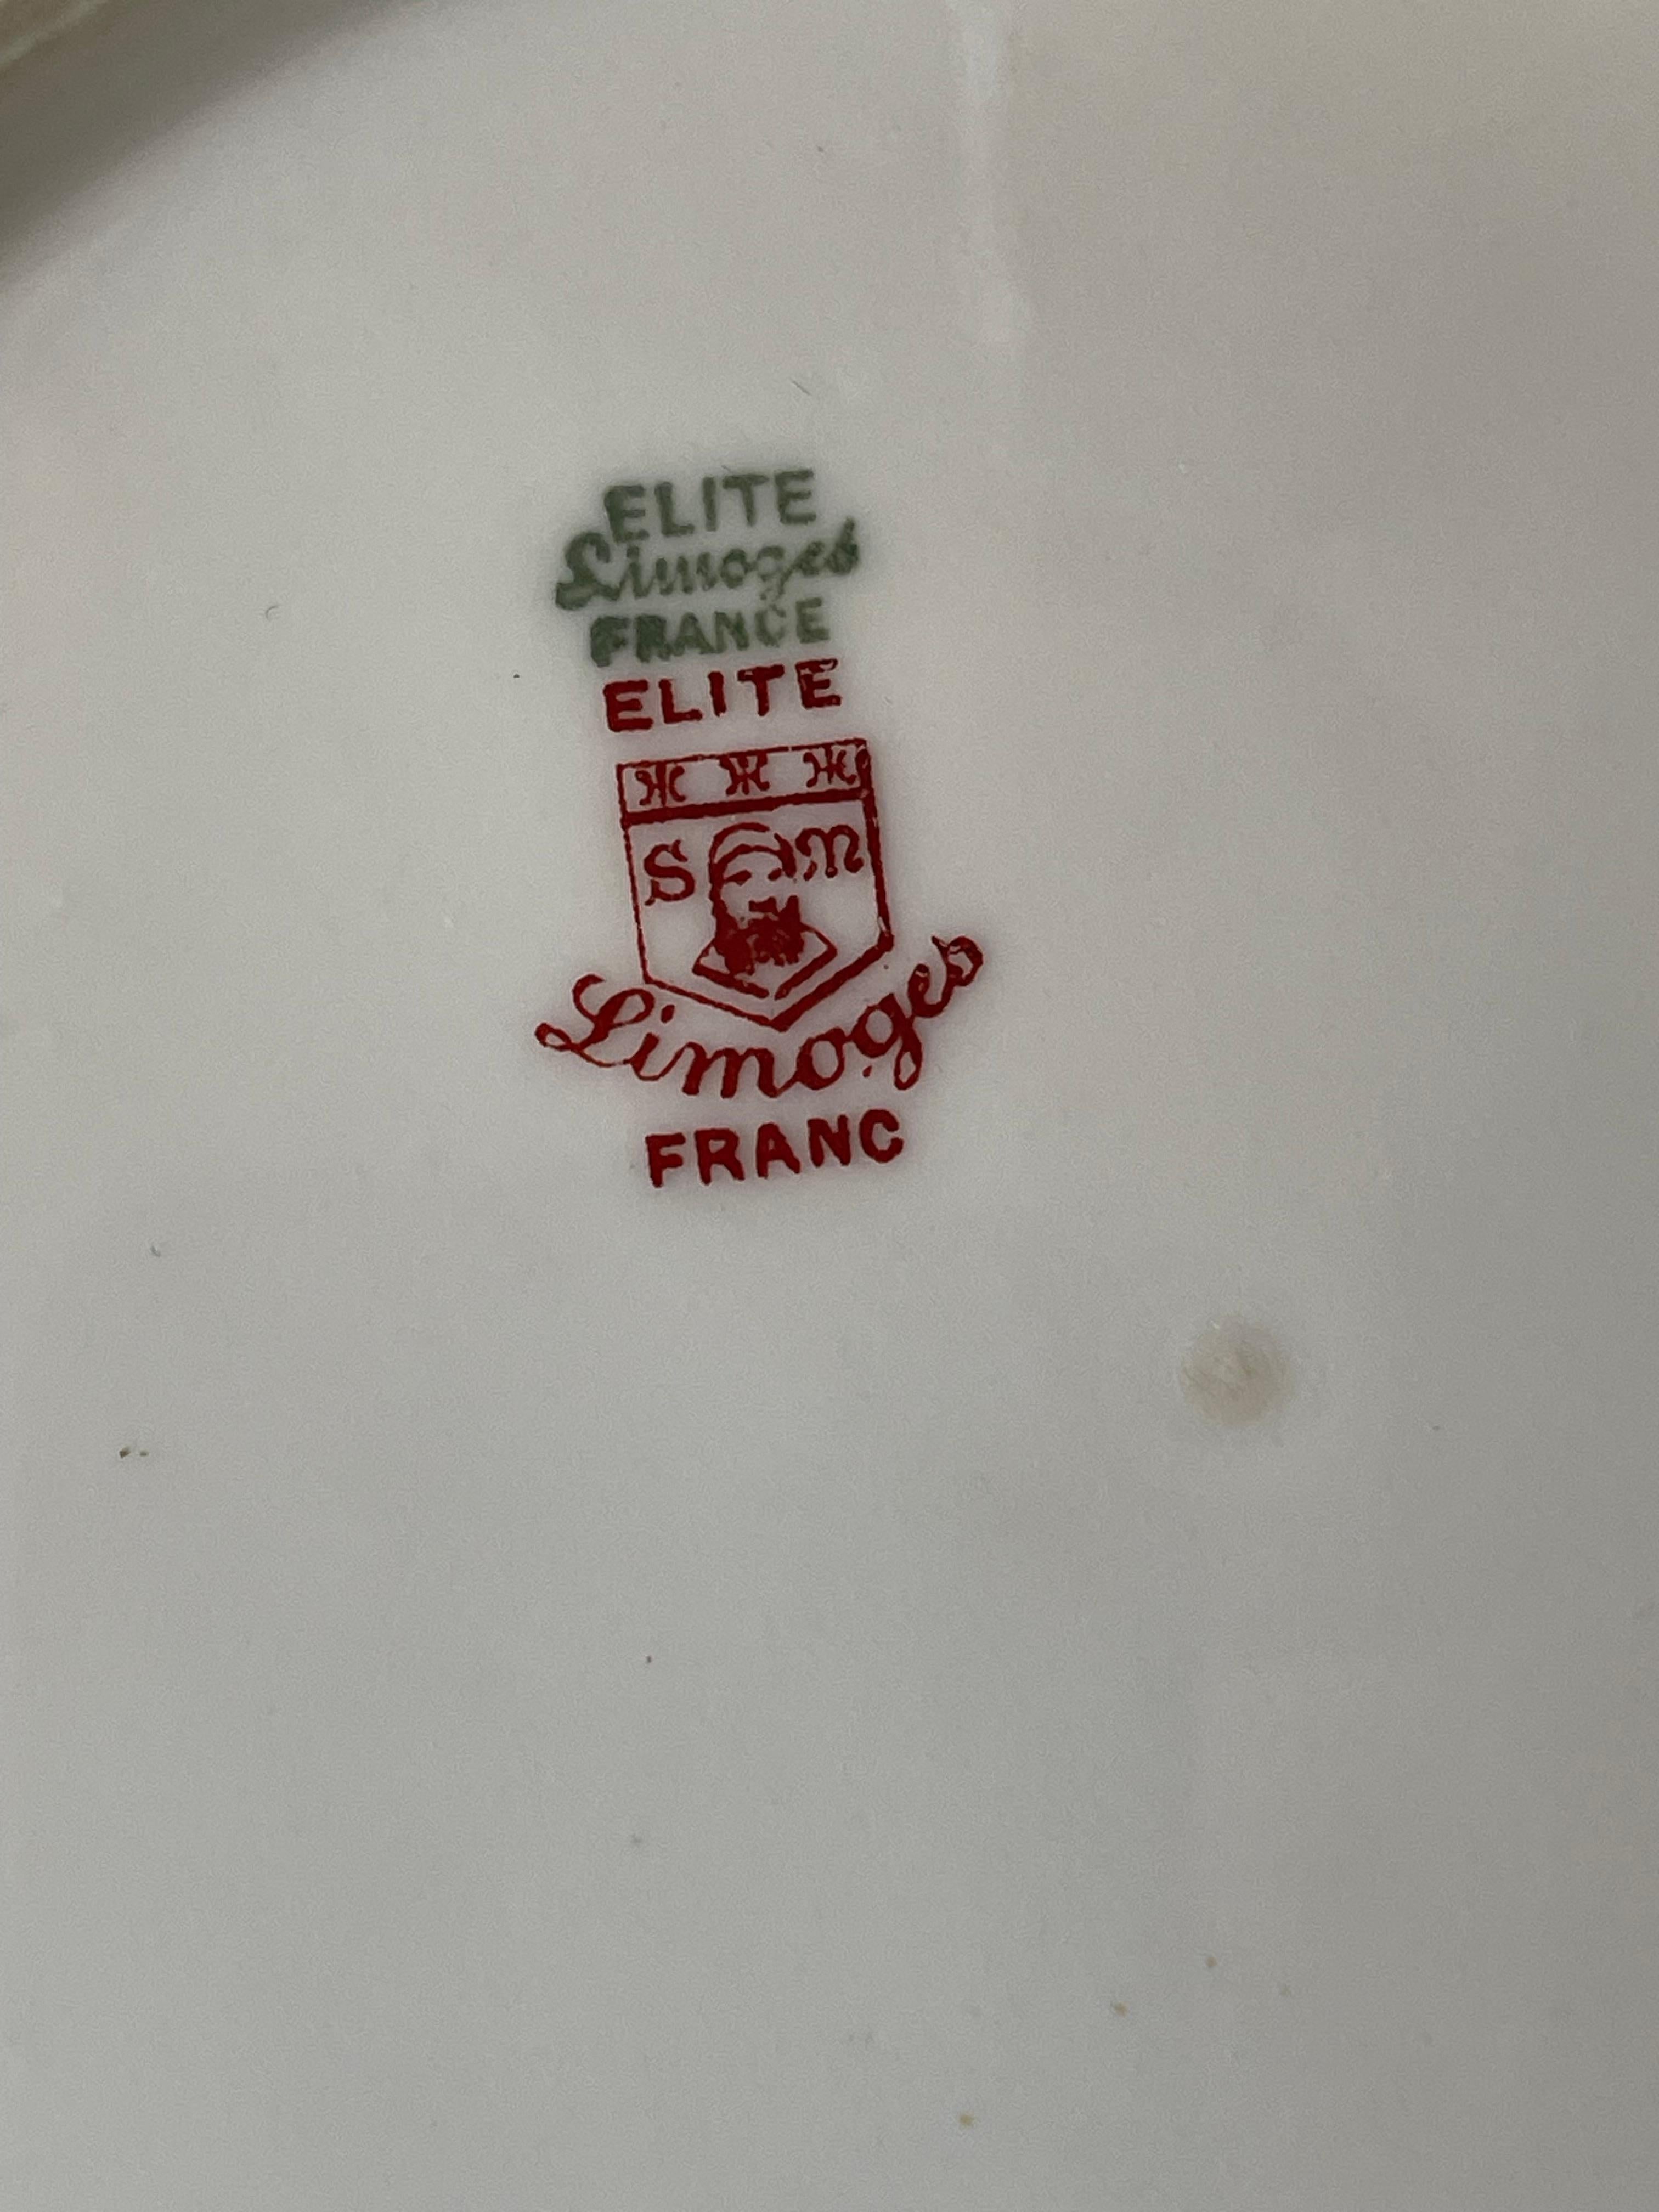 ELITE
Limoges
FRANCE
ELITE
S M
Limoges
FRANC